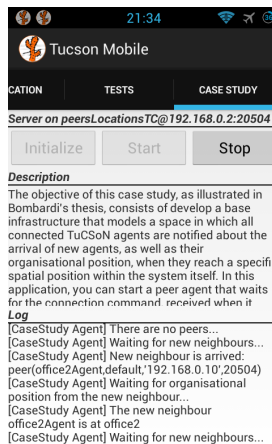 21:34
Tucson Mobile
CATION TESTS CASE STUDY
Server on peersLocationsTC@192.168.0.2:20504
Initialize Start Stop
Description
The objective of this case study, as illustrated in
Bombardi's thesis, consists of develop a base
infrastructure that models a space in which all
connected TuCSoN agents are notified about the
arrival of new agents, as well as their
organisational position, when they reach a specifi
spatial position within the system itself. In this
application, you can start a peer agent that waits
for the connection command, received when it
Log
[CaseStudy Agent] There are no peers...
[CaseStudy Agent] Waiting for new neighbours...
[CaseStudy Agent] New neighbour is arrived:
peer(office2Agent,default,'192.168.0.10',20504)
[CaseStudy Agent] Waiting for organisational
position from the new neighbour...
[CaseStudy Agent] The new neighbour
office2Agent is at office2
[CaseStudy Agent] Waiting for new neighbours...